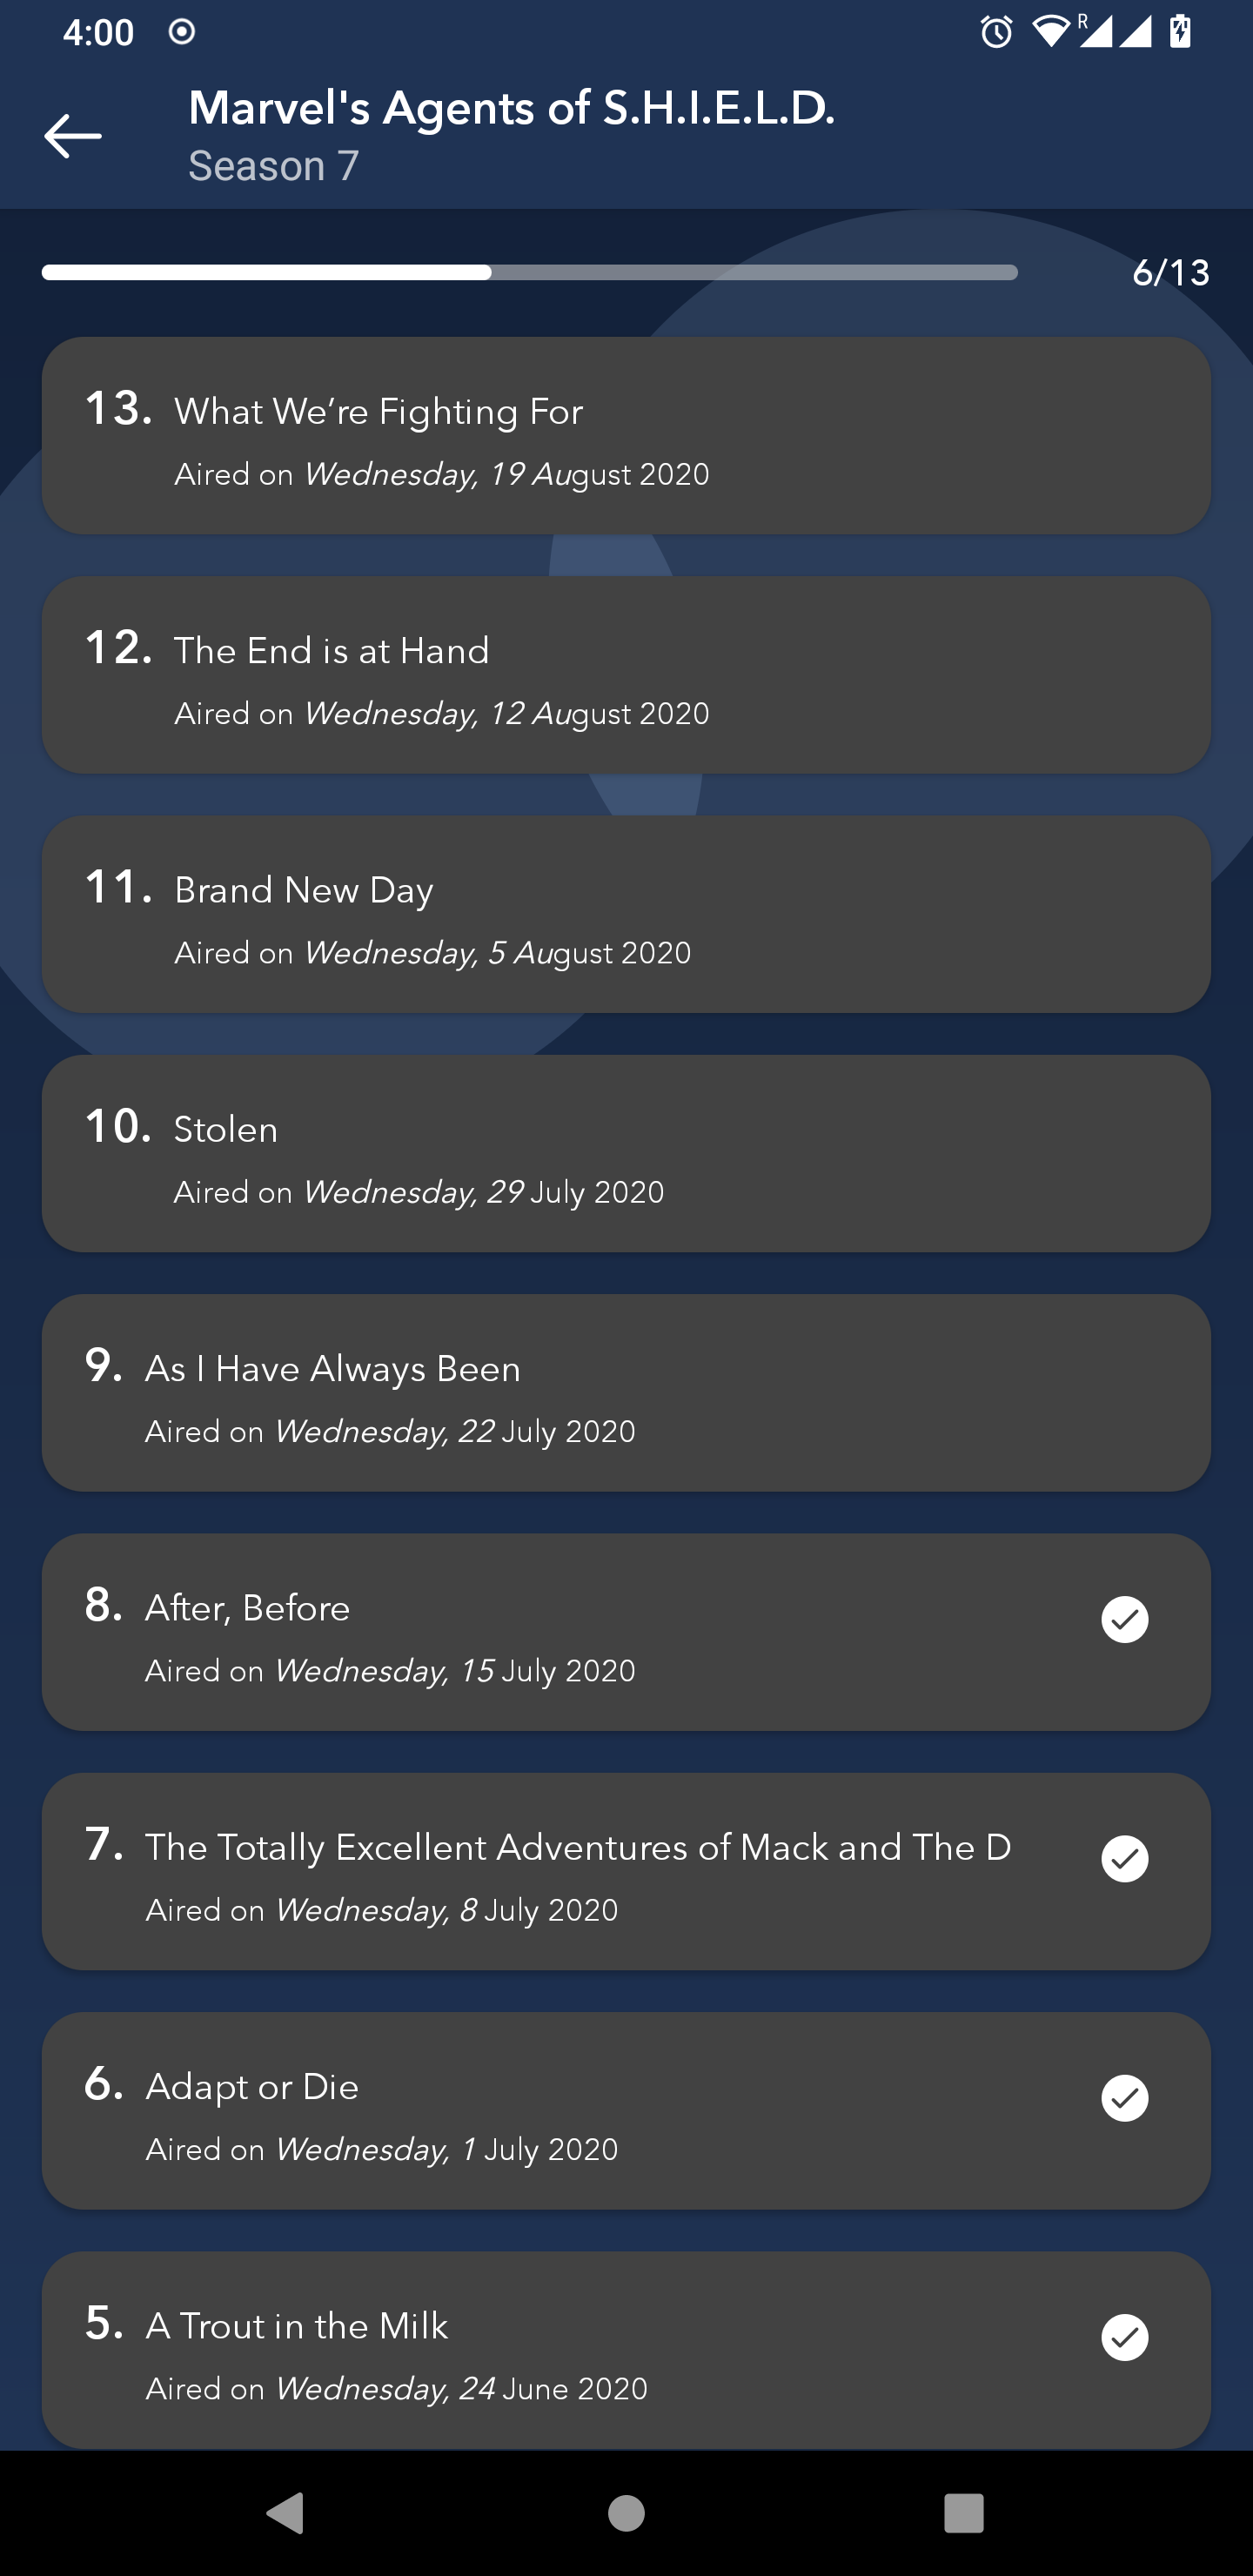 4:00
R
Marvel's Agents of S.H.I.E.L.D.
Season 7
6/13
13. What We’re Fighting For
Aired on Wednesday, 19 August 2020
12. The End is at Hand
Aired on Wednesday, 12 August 2020
11. Brand New Day
Aired on Wednesday, 5 August 2020
10. Stolen
Aired on Wednesday, 29 July 2020
9. As I Have Always Been
Aired on Wednesday, 22 July 2020
8. After, Before
Aired on Wednesday, 15 July 2020
7. The Totally Excellent Adventures of Mack and The D
Aired on Wednesday, 8 July 2020
6. Adapt or Die
Aired on Wednesday, 1 July 2020
5. A Trout in the Milk
Aired on Wednesday, 24 June 2020